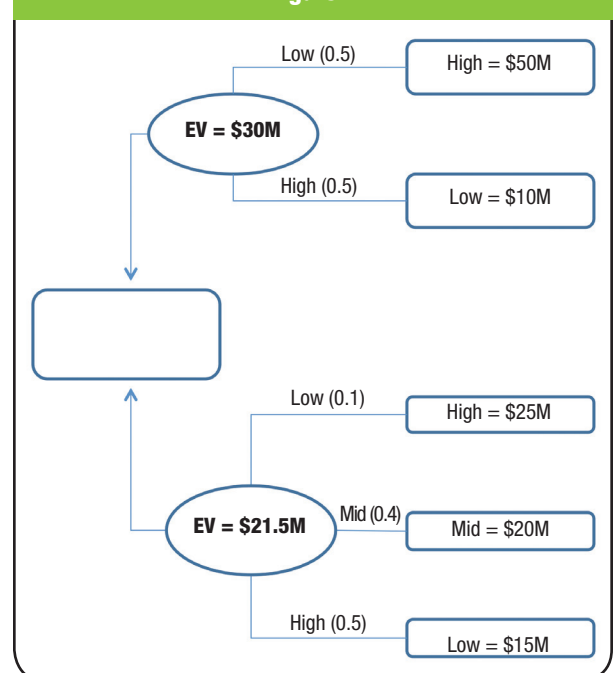 Low (0.5)
High = $50M
EV = $30M
High (0.5)
Low = $10M
Low (0.1)
High = $25M
EV = $21.5M
Mid (0.4)
Mid = $20M
High (0.5)
Low = $15M